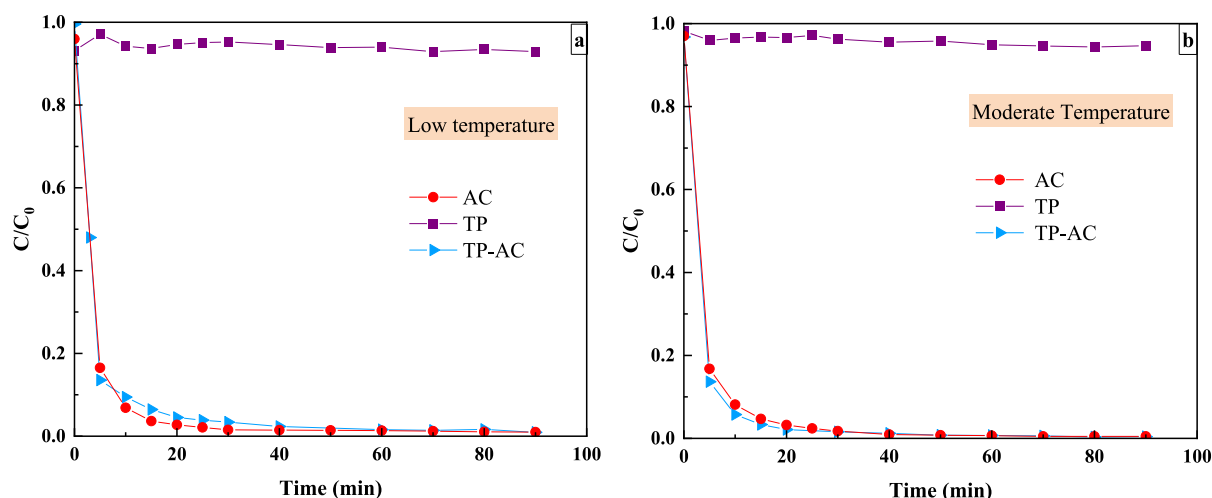 1.0
0.8
0.6
0.4
0.2
0.0
C/C0
0
20
40
60
80
100
Time (min)
a
Low temperature
AC
TP
TP-AC
1.0
0.8
0.6
0.4
0.2
0.0
C/C0
0
20
40
60
80
100
Time (min)
b
Moderate Temperature
AC
TP
TP-AC